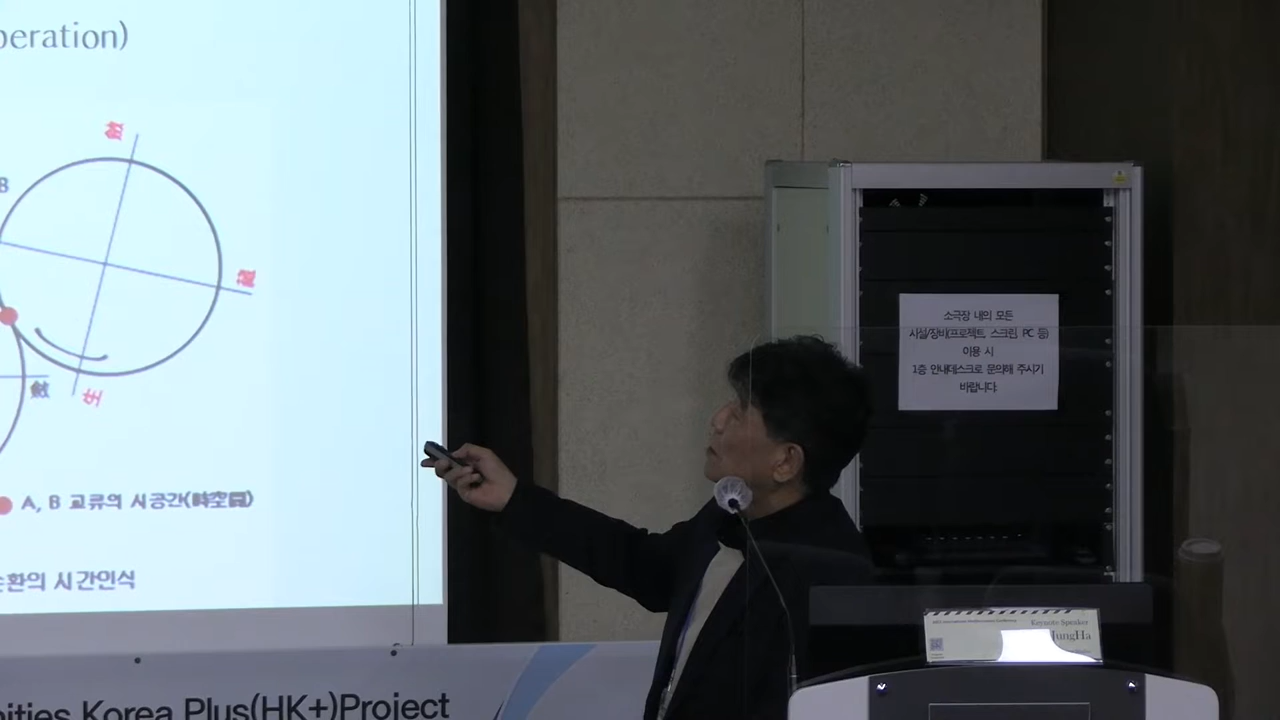 peration)
B
A, B 교류의 시공간(時空間)
순환의 시간인식
ities Korea Plus(HK+)Project
소극장 내의 모든
시설/장비(프로젝트, 스크린, PC 등)
이용 시
1층 안내데스크로 문의해 주시기
바랍니다.
Keynote Speaker
JungHa